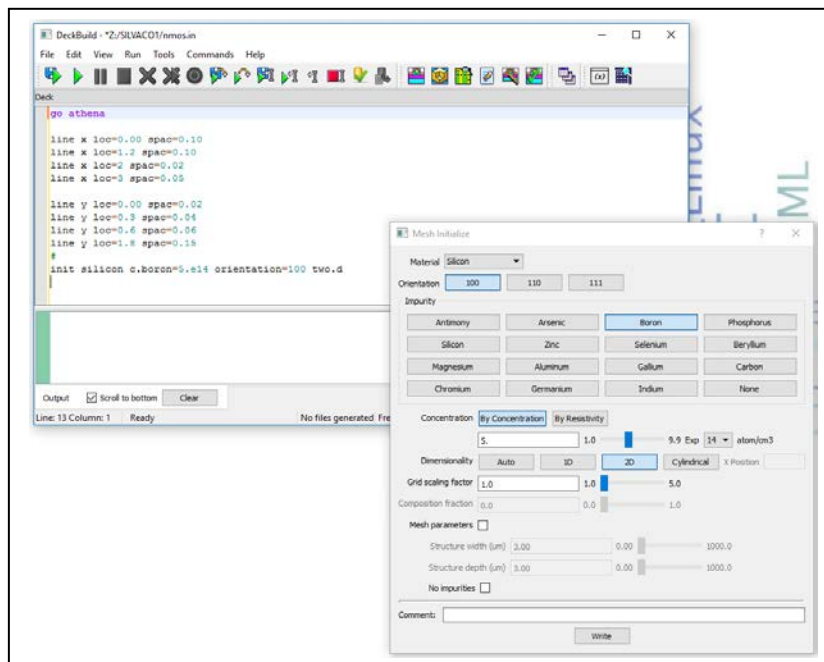 DeckBuild - *Z:/SILVACO1/nmos.in
File Edit View Run Tools Commands Help
Deck
go athena
line x loc=0.00 spac=0.10
line x loc=1.2 spac=0.10
line x loc=2 spac=0.02
line x loc=3 spac=0.05
line y loc=0.00 spac=0.02
line y loc=0.3 spac=0.04
line y loc=0.6 spac=0.06
line y loc=1.8 spac=0.15
#
init silicon c.boron=5.e14 orientation=100 two.d
Output Scroll to bottom Clear
Line: 13 Column: 1 Ready No files generated Fre
Linux
ML
Mesh Initialize
Material Silicon
Orientation 100 110 111
Impurity
Antimony Arsenic Boron Phosphorus
Silicon Zinc Selenium Beryllium
Magnesium Aluminum Gallium Carbon
Chromium Germanium Indium None
Concentration By Concentration By Resistivity
5. 1.0 9.9 Exp 14 atom/cm3
Dimensionality Auto 1D 2D Cylindrical X Position
Grid scaling factor 1.0 1.0 5.0
Composition fraction 0.0 0.0 1.0
Mesh parameters
Structure width (um) 3.00 0.00 1000.0
Structure depth (um) 3.00 0.00 1000.0
No impurities
Comment:
Write